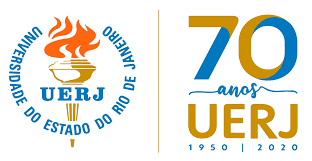 UNIVERSIDADE DO ESTADO DO RIO DE JANEIRO
UERJ
70
anos
UERJ
1950 | 2020